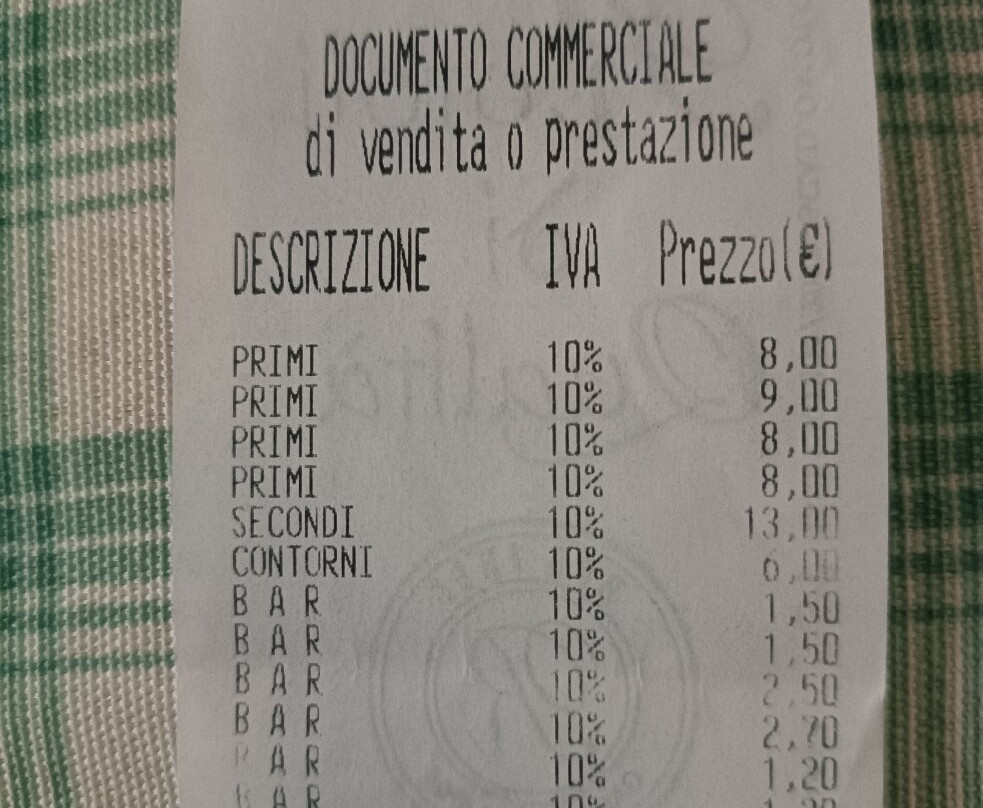 DOCUMENTO COMMERCIALE
di vendita o prestazione
DESCRIZIONE IVA Prezzo(€)
PRIMI 10% 8,00
PRIMI 10% 9,00
PRIMI 10% 8,00
PRIMI 10% 8,00
SECONDI 10% 13,00
CONTORNI 10% 6,00
B A R 10% 1,50
B A R 10% 1,50
B A R 10% 2,50
B A R 10% 2,70
B A R 10% 1,20
B A R 10%